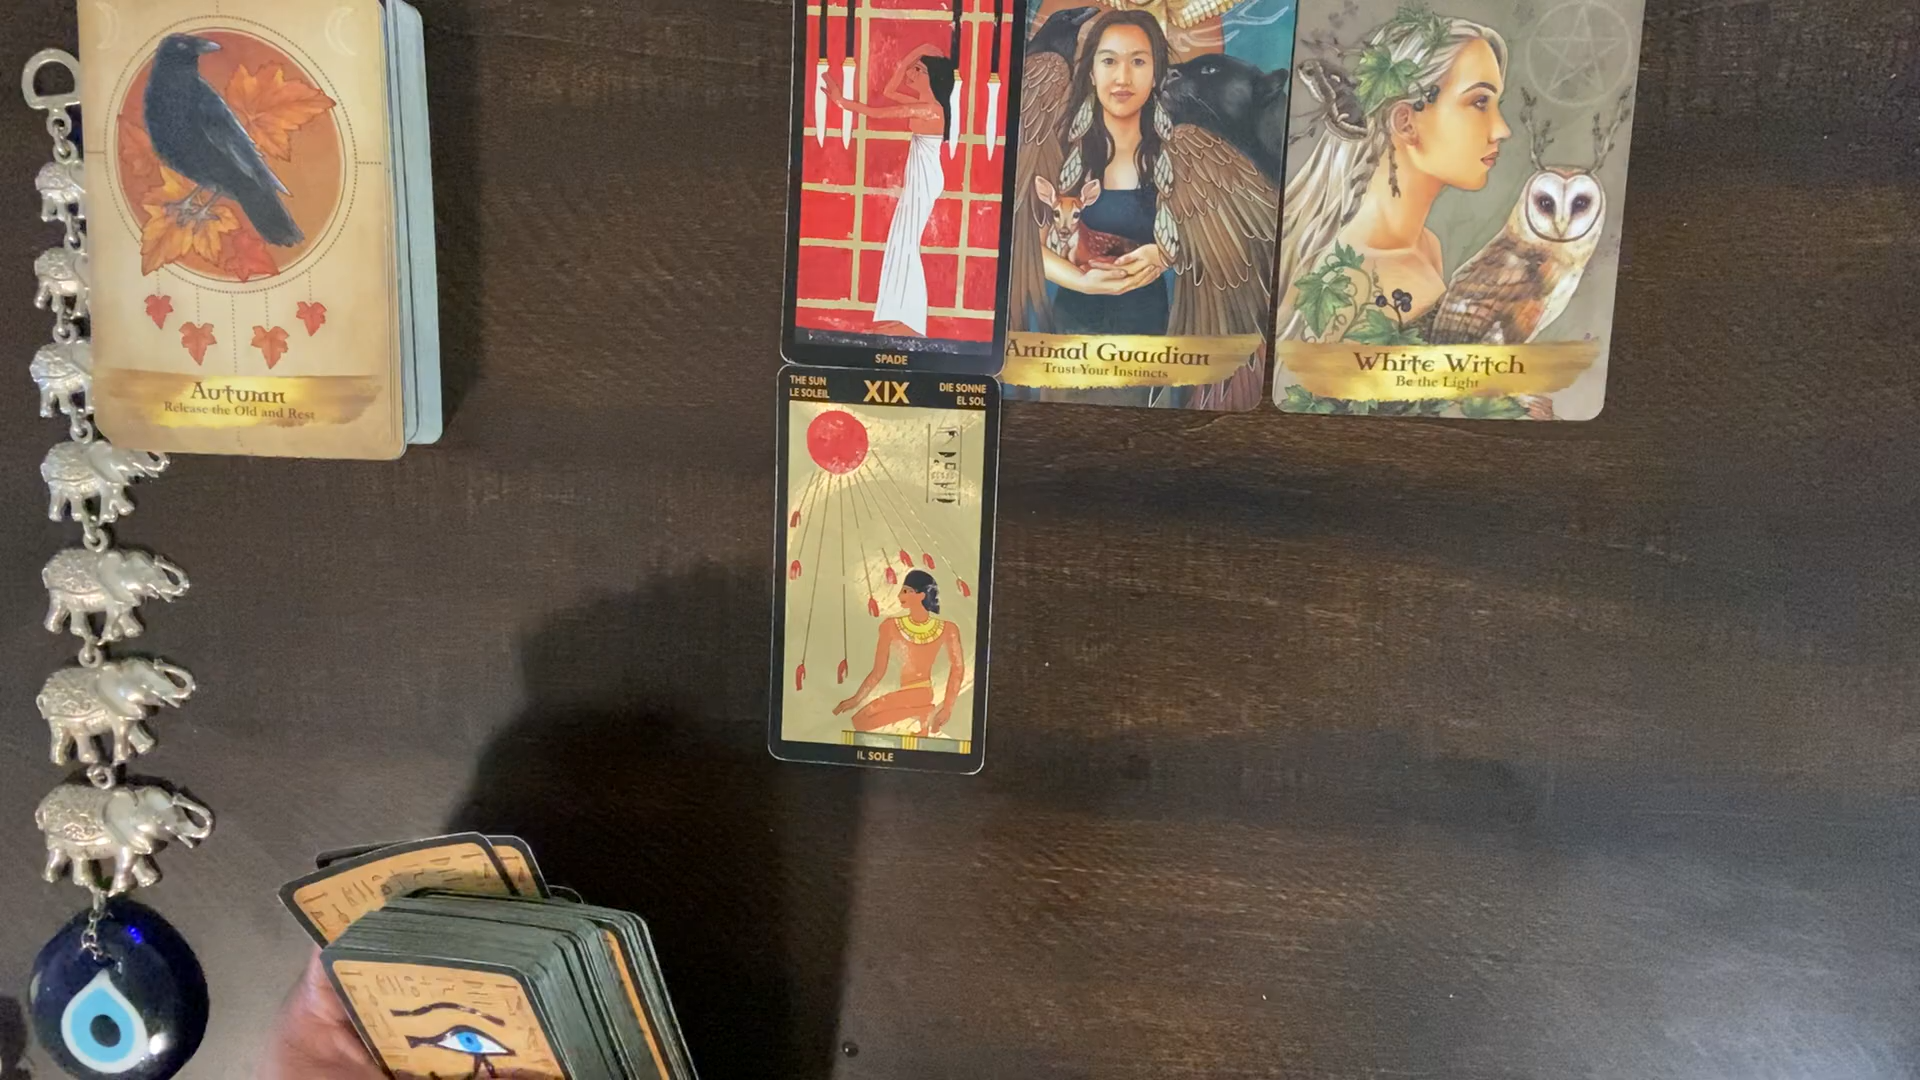 Autumn
Release the Old and Rest
SPADE
Animal Guardian
Trust Your Instincts
White Witch
Be the Light
THE SUN
LE SOLEIL
XIX
DIE SONNE
EL SOL
IL SOLE